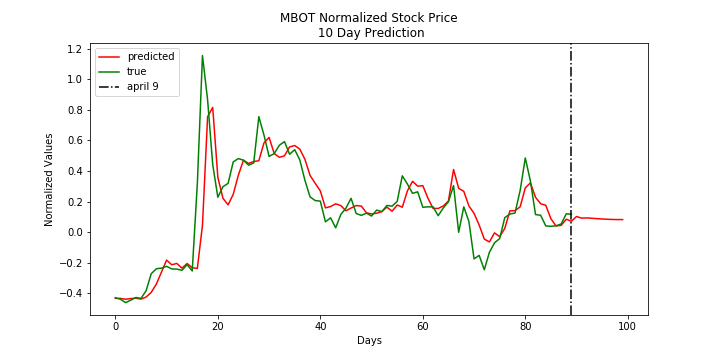 MBOT Normalized Stock Price
10 Day Prediction
1.2
1.0
0.8
0.6
0.4
0.2
0.0
−0.2
−0.4
Normalized Values
predicted
true
april 9
0
20
40
60
80
100
Days